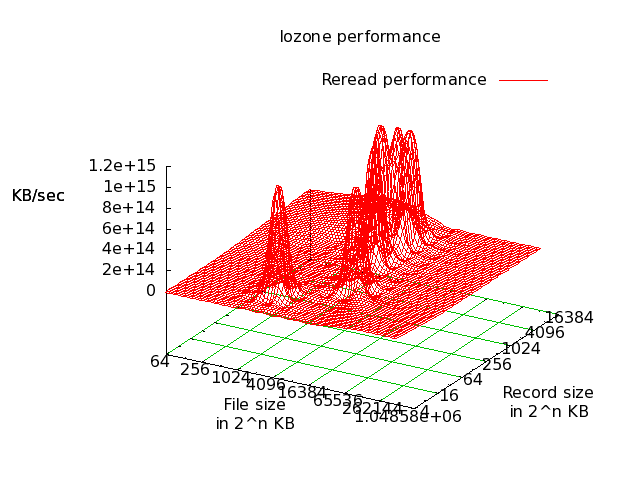 Iozone performance
Reread performance
KB/sec
1.2e+15
1e+15
8e+14
6e+14
4e+14
2e+14
0
64
256
1024
4096
16384
65536
262144
1.04858e+06
File size
in 2^n KB
4
16
64
256
1024
4096
16384
Record size
in 2^n KB